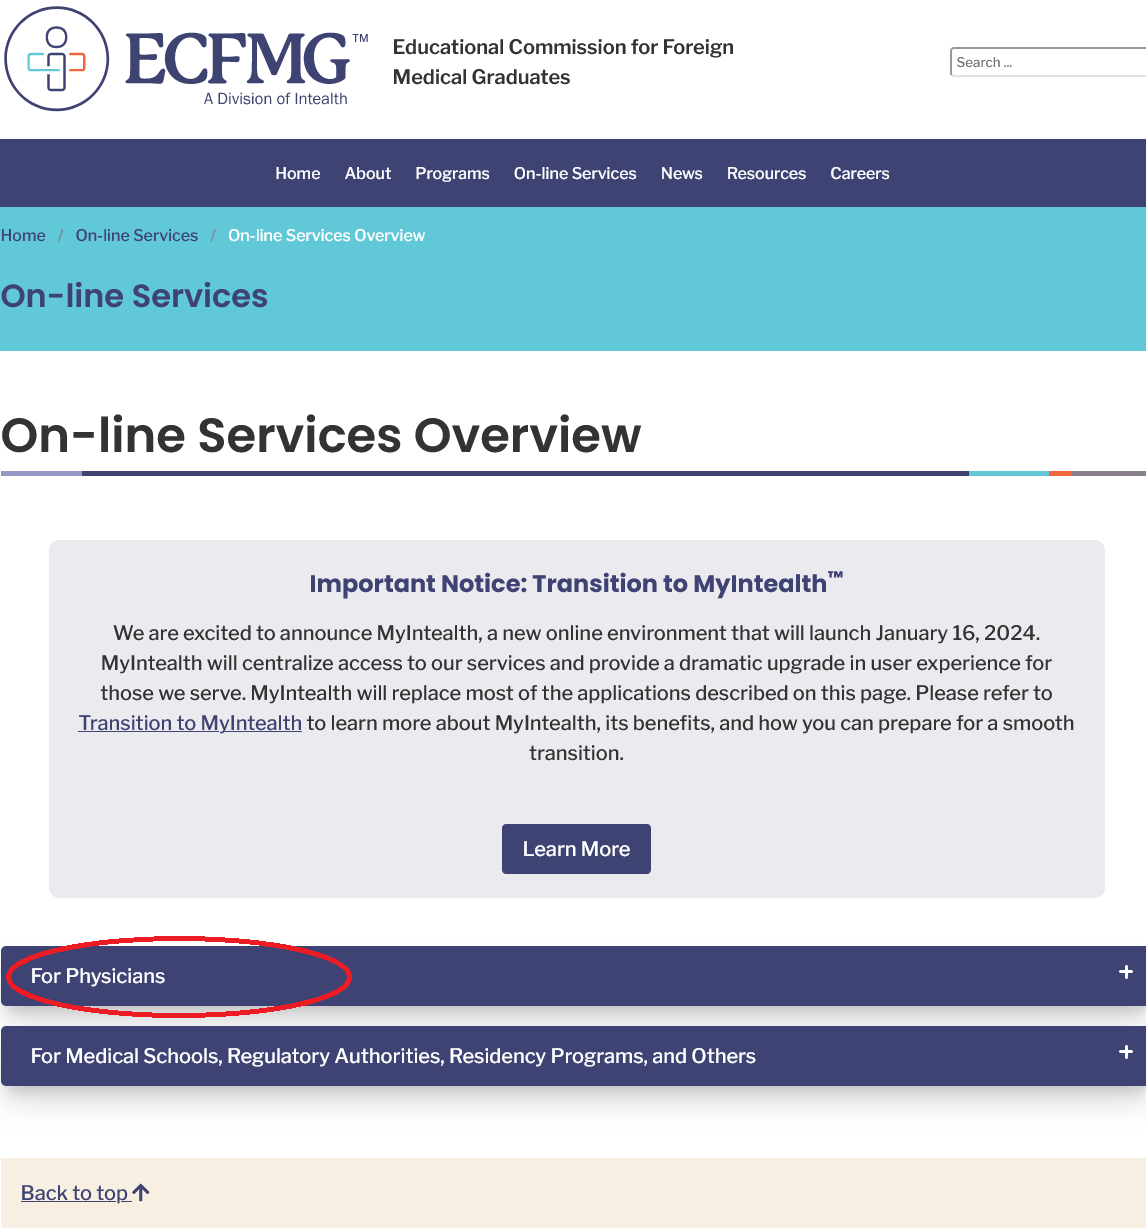 ECFMG™
A Division of Intealth
Educational Commission for Foreign
Medical Graduates
Search ...
Home About Programs On-line Services News Resources Careers
Home / On-line Services / On-line Services Overview
On-line Services
On-line Services Overview
Important Notice: Transition to MyIntealth™
We are excited to announce MyIntealth, a new online environment that will launch January 16, 2024.
MyIntealth will centralize access to our services and provide a dramatic upgrade in user experience for
those we serve. MyIntealth will replace most of the applications described on this page. Please refer to
Transition to MyIntealth to learn more about MyIntealth, its benefits, and how you can prepare for a smooth
transition.
Learn More
For Physicians +
For Medical Schools, Regulatory Authorities, Residency Programs, and Others +
Back to top